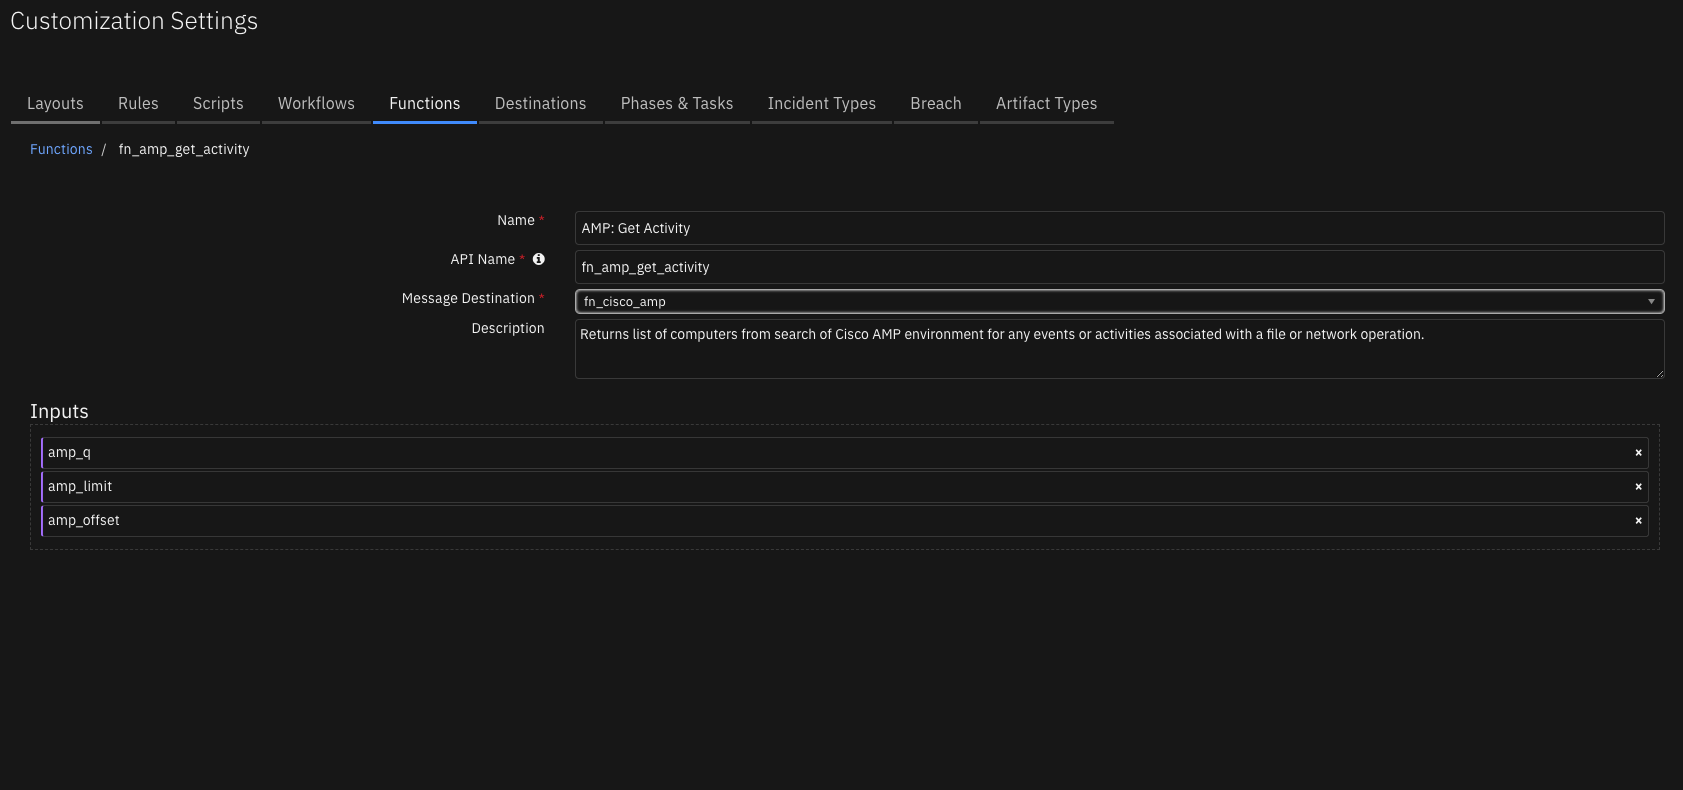 Customization Settings
Layouts Rules Scripts Workflows Functions Destinations Phases & Tasks Incident Types Breach Artifact Types
Functions / fn_amp_get_activity
Name * AMP: Get Activity
API Name * fn_amp_get_activity
Message Destination * fn_cisco_amp
Description Returns list of computers from search of Cisco AMP environment for any events or activities associated with a file or network operation.
Inputs
amp_q ×
amp_limit ×
amp_offset ×